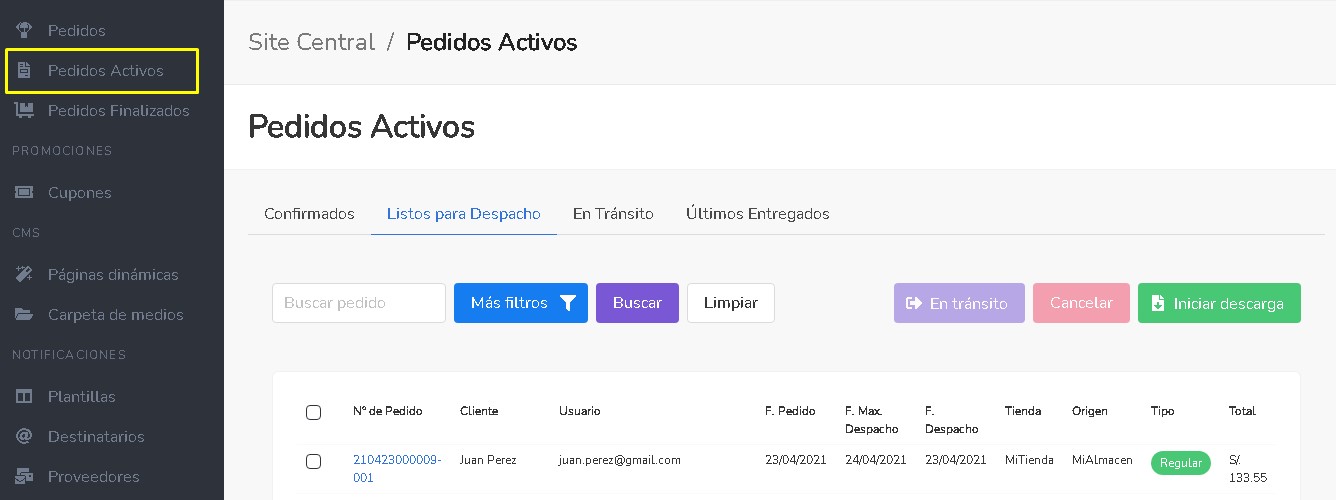 Pedidos
Pedidos Activos
Pedidos Finalizados
PROMOCIONES
Cupones
CMS
Páginas dinámicas
Carpeta de medios
NOTIFICACIONES
Plantillas
Destinatarios
Proveedores
Site Central / Pedidos Activos
Pedidos Activos
Confirmados Listos para Despacho En Tránsito Últimos Entregados
Buscar pedido Más filtros Buscar Limpiar En tránsito Cancelar Iniciar descarga
N° de Pedido Cliente Usuario F. Pedido F. Max. Despacho F. Despacho Tienda Origen Tipo Total
210423000009-001 Juan Perez juan.perez@gmail.com 23/04/2021 24/04/2021 23/04/2021 MiTienda MiAlmacen Regular S/. 133.55